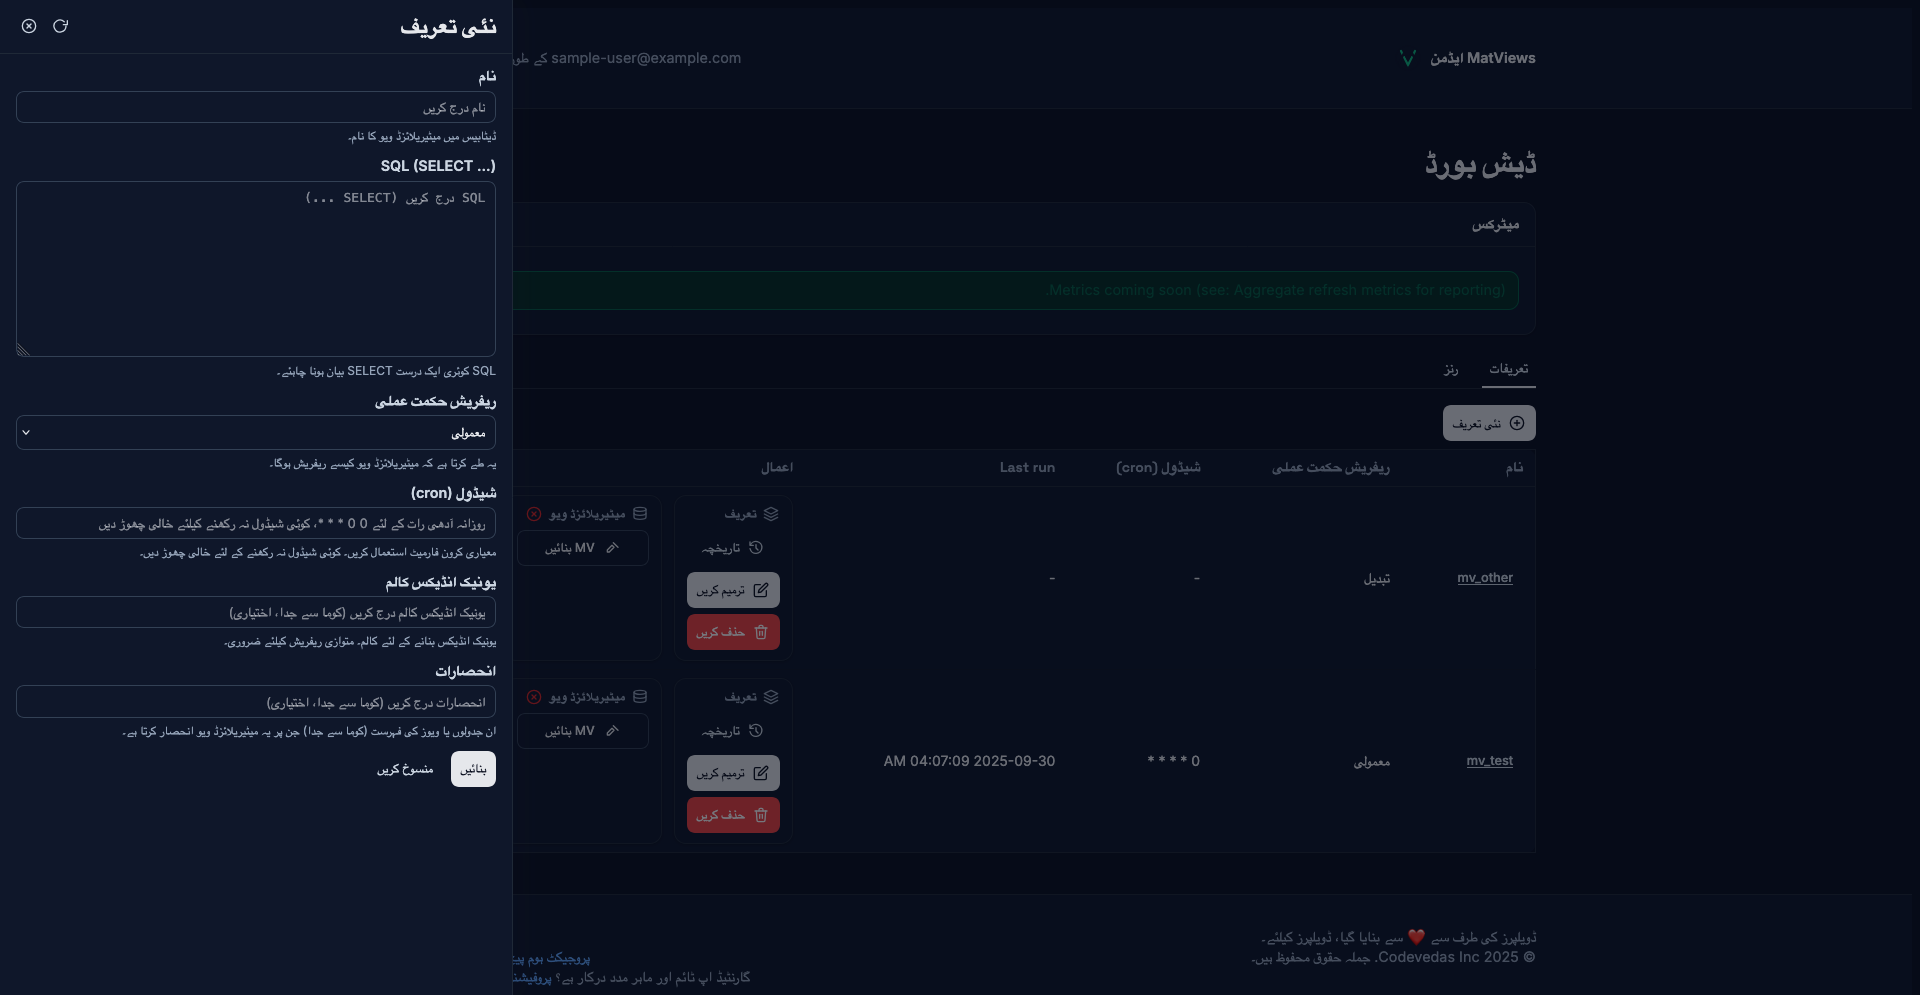 نئی تعریف
نام
نام درج کریں
ڈیٹابیس میں میٹیریلائزڈ ویو کا نام۔
SQL (SELECT ...)
SQL درج کریں (SELECT ...)
SQL کوئری ایک درست SELECT بیان ہونا چاہئے۔
ریفریش حکمت عملی
معمولی
یہ طے کرتا ہے کہ میٹیریلائزڈ ویو کیسے ریفریش ہوگا۔
شیڈول (cron)
روزانہ آدھی رات کے لئے 0 0 * * *، کوئی شیڈول نہ رکھنے کیلئے خالی چھوڑ دیں
معیاری کرون فارمیٹ استعمال کریں۔ کوئی شیڈول نہ رکھنے کے لئے خالی چھوڑ دیں۔
یونیک انڈیکس کالم
یونیک انڈیکس کالم درج کریں (کوما سے جدا، اختیاری)
یونیک انڈیکس بنانے کے لئے کالم۔ متوازی ریفریش کیلئے ضروری۔
انحصارات
انحصارات درج کریں (کوما سے جدا، اختیاری)
ان جدولوں یا ویوز کی فہرست (کوما سے جدا) جن پر یہ میٹیریلائزڈ ویو انحصار کرتا ہے۔
بنائیں منسوخ کریں
MatViews ایڈمن
sample-user@example.com کے طور
ڈیش بورڈ
میٹرکس
Metrics coming soon (see: Aggregate refresh metrics for reporting).
تعریفات رنز
نئی تعریف
نام ریفریش حکمت عملی شیڈول (cron) Last run اعمال
mv_other تبدیل - -
تعریف
تاریخچہ
ترمیم کریں
حذف کریں
میٹیریلائزڈ ویو
MV بنائیں
mv_test معمولی 0 * * * * 2025-09-30 04:07:09 AM
تعریف
تاریخچہ
ترمیم کریں
حذف کریں
میٹیریلائزڈ ویو
MV بنائیں
ڈویلپرز کی طرف سے ❤️ سے بنایا گیا، ڈویلپرز کیلئے۔
© 2025 Codevedas Inc. جملہ حقوق محفوظ ہیں۔
پروجیکٹ ہوم پیج
گارنٹیڈ اپ ٹائم اور ماہر مدد درکار ہے؟